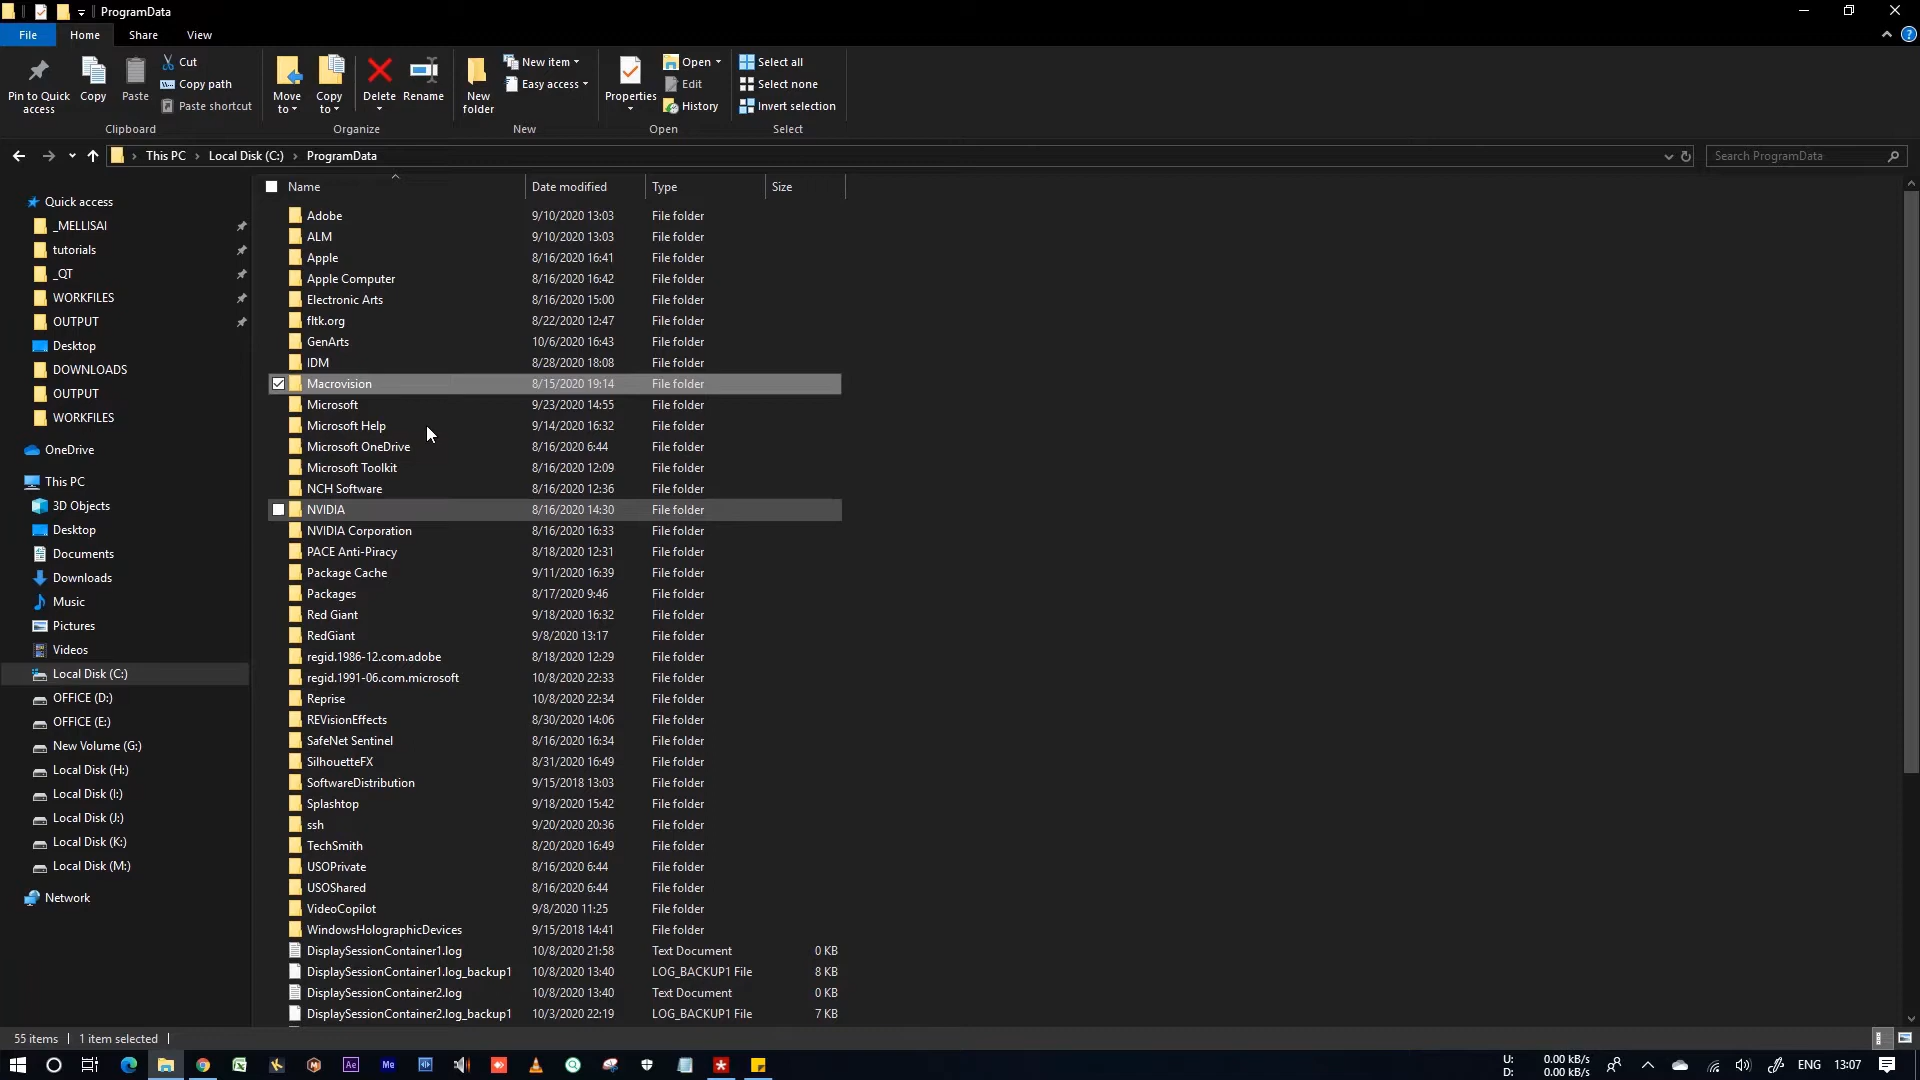 ProgramData
File Home Share View
Pin to Quick access
Copy
Paste
Cut
Copy path
Paste shortcut
Clipboard
Move to
Copy to
Delete
Rename
Organize
New folder
New item
Easy access
New
Properties
Open
Edit
History
Open
Select all
Select none
Invert selection
Select
This PC Local Disk (C:) ProgramData
Search ProgramData
Quick access
_MELLISAI
tutorials
_QT
WORKFILES
OUTPUT
Desktop
DOWNLOADS
OUTPUT
WORKFILES
OneDrive
This PC
3D Objects
Desktop
Documents
Downloads
Music
Pictures
Videos
Local Disk (C:)
OFFICE (D:)
OFFICE (E:)
New Volume (G:)
Local Disk (H:)
Local Disk (I:)
Local Disk (J:)
Local Disk (K:)
Local Disk (M:)
Network
Name Date modified Type Size
Adobe 9/10/2020 13:03 File folder
ALM 9/10/2020 13:03 File folder
Apple 8/16/2020 16:41 File folder
Apple Computer 8/16/2020 16:42 File folder
Electronic Arts 8/16/2020 15:00 File folder
fltk.org 8/22/2020 12:47 File folder
GenArts 10/6/2020 16:43 File folder
IDM 8/28/2020 18:08 File folder
Macrovision 8/15/2020 19:14 File folder
Microsoft 9/23/2020 14:55 File folder
Microsoft Help 9/14/2020 16:32 File folder
Microsoft OneDrive 8/16/2020 6:44 File folder
Microsoft Toolkit 8/16/2020 12:09 File folder
NCH Software 8/16/2020 12:36 File folder
NVIDIA 8/16/2020 14:30 File folder
NVIDIA Corporation 8/16/2020 16:33 File folder
PACE Anti-Piracy 8/18/2020 12:31 File folder
Package Cache 9/11/2020 16:39 File folder
Packages 8/17/2020 9:46 File folder
Red Giant 9/18/2020 16:32 File folder
RedGiant 9/8/2020 13:17 File folder
regid.1986-12.com.adobe 8/18/2020 12:29 File folder
regid.1991-06.com.microsoft 10/8/2020 22:33 File folder
Reprise 10/8/2020 22:34 File folder
REVisionEffects 8/30/2020 14:06 File folder
SafeNet Sentinel 8/16/2020 16:34 File folder
SilhouetteFX 8/31/2020 16:49 File folder
SoftwareDistribution 9/15/2018 13:03 File folder
Splashtop 9/18/2020 15:42 File folder
ssh 9/20/2020 20:36 File folder
TechSmith 8/20/2020 16:49 File folder
USOPrivate 8/16/2020 6:44 File folder
USOShared 8/16/2020 6:44 File folder
VideoCopilot 9/8/2020 11:25 File folder
WindowsHolographicDevices 9/15/2018 14:41 File folder
DisplaySessionContainer1.log 10/8/2020 21:58 Text Document 0 KB
DisplaySessionContainer1.log_backup1 10/8/2020 13:40 LOG_BACKUP1 File 8 KB
DisplaySessionContainer2.log 10/8/2020 13:40 Text Document 0 KB
DisplaySessionContainer2.log_backup1 10/3/2020 22:19 LOG_BACKUP1 File 7 KB
55 items 1 item selected
Ae
Me
U: 0.00 kB/s
D: 0.00 kB/s
ENG
13:07